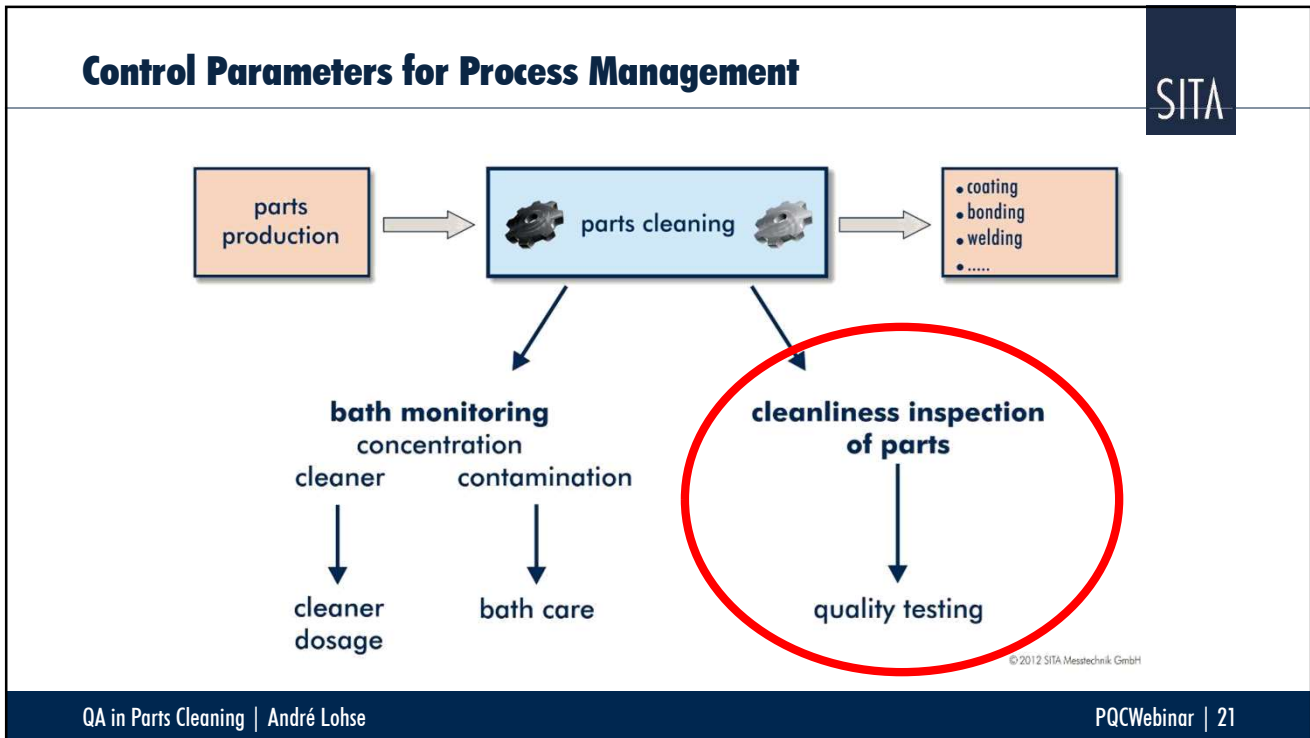 Control Parameters for Process Management
SITA
parts
production
parts cleaning
• coating
• bonding
• welding
• .....
bath monitoring
concentration
cleaner contamination
cleaner
dosage
bath care
cleanliness inspection
of parts
quality testing
© 2012 SITA Messtechnik GmbH
QA in Parts Cleaning | André Lohse
PQCWebinar | 21